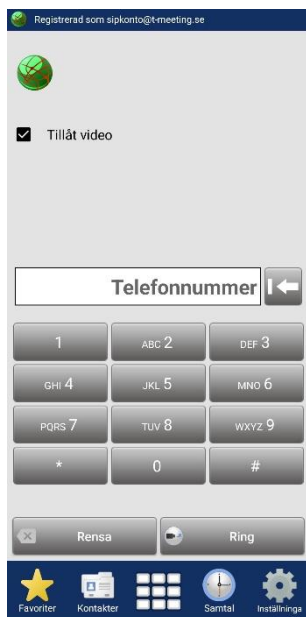 Registrerad som sipkonto@t-meeting.se
Tillåt video
Telefonnummer
1 ABC 2 DEF 3
GHI 4 JKL 5 MNO 6
PQRS 7 TUV 8 WXYZ 9
* 0 #
Rensa Ring
Favoriter Kontakter Samtal Inställninga